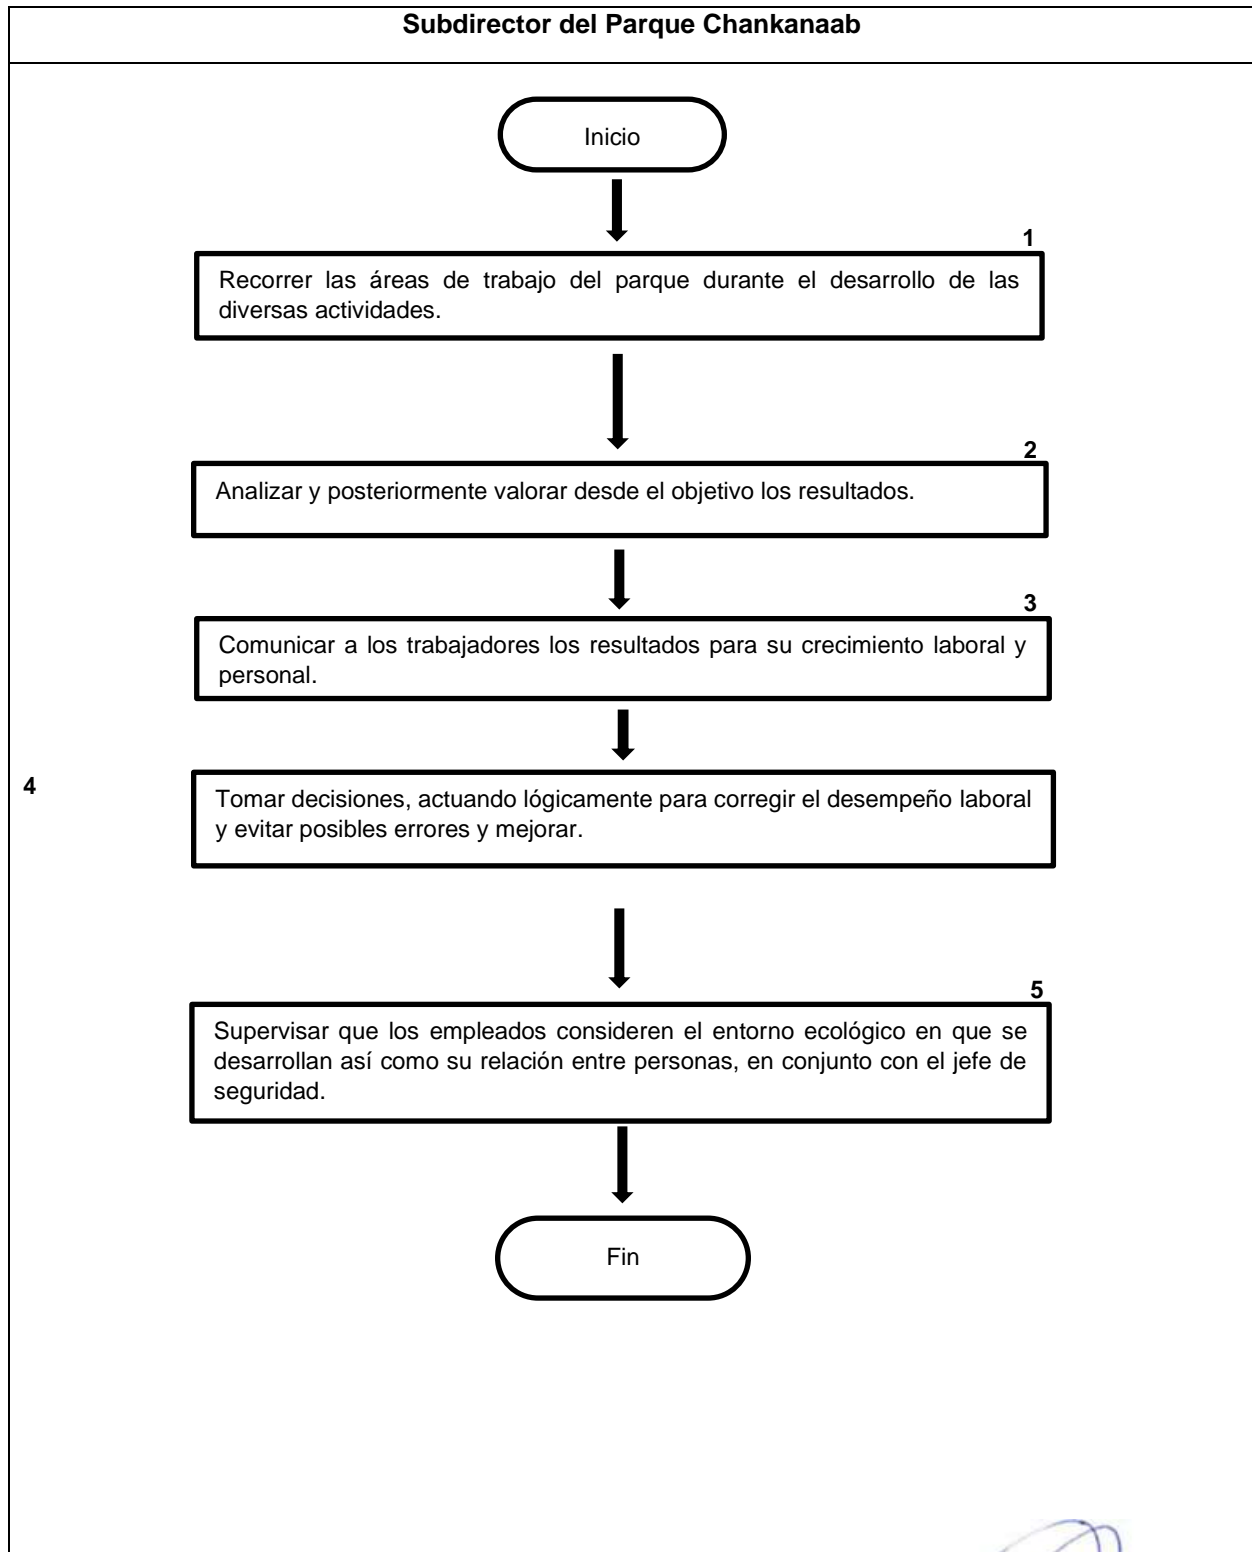 Subdirector del Parque Chankanaab
Inicio
1
Recorrer las áreas de trabajo del parque durante el desarrollo de las
diversas actividades.
2
Analizar y posteriormente valorar desde el objetivo los resultados.
3
Comunicar a los trabajadores los resultados para su crecimiento laboral y
personal.
4
Tomar decisiones, actuando lógicamente para corregir el desempeño laboral
y evitar posibles errores y mejorar.
5
Supervisar que los empleados consideren el entorno ecológico en que se
desarrollan así como su relación entre personas, en conjunto con el jefe de
seguridad.
Fin